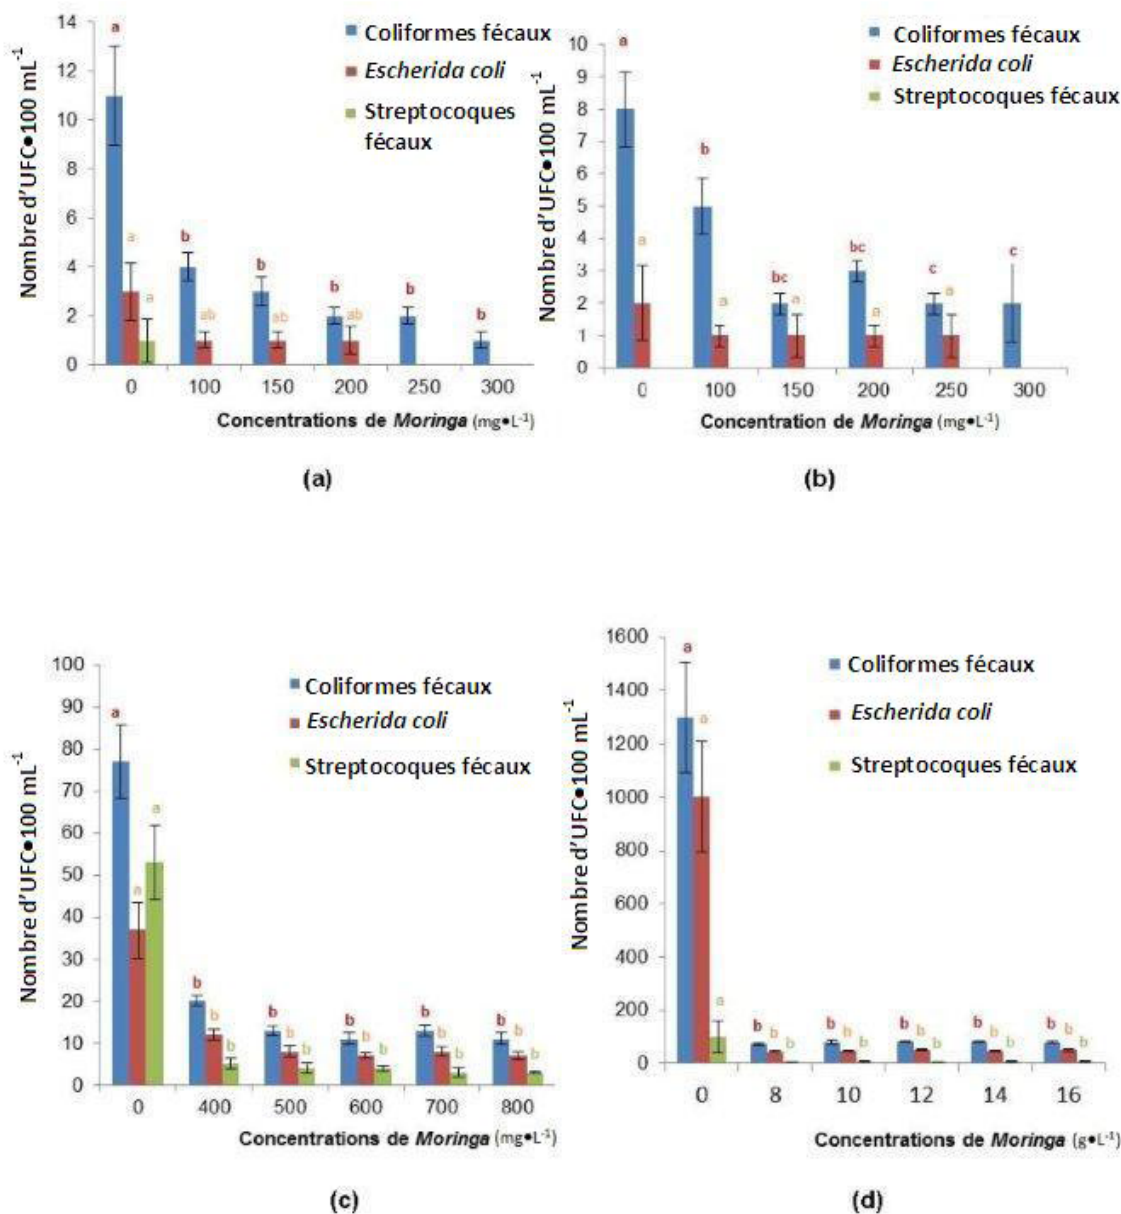 14
12
10
8
6
4
2
0
Nombre d'UFC•100 mL⁻¹
Coliformes fécaux
Escherida coli
Streptocoques
fécaux
a
a
a
b
ab
b
ab
b
ab
b
b
0 100 150 200 250 300
Concentrations de Moringa (mg•L⁻¹)
(a)
10
9
8
7
6
5
4
3
2
1
0
Nombre d'UFC•100 mL⁻¹
Coliformes fécaux
Escherida coli
Streptocoques fécaux
a
a
b
a
bc
a
bc
a
c
a
c
0 100 150 200 250 300
Concentration de Moringa (mg•L⁻¹)
(b)
100
90
80
70
60
50
40
30
20
10
0
Nombre d'UFC•100 mL⁻¹
Coliformes fécaux
Escherida coli
Streptocoques fécaux
a
a
a
b b b
b b b
b b b
b b b
b b b
0 400 500 600 700 800
Concentrations de Moringa (mg•L⁻¹)
(c)
1600
1400
1200
1000
800
600
400
200
0
Nombre d'UFC•100 mL⁻¹
Coliformes fécaux
Escherida coli
Streptocoques fécaux
a
a
a
b b b
b b b
b b b
b b b
b b b
0 8 10 12 14 16
Concentrations de Moringa (g•L⁻¹)
(d)